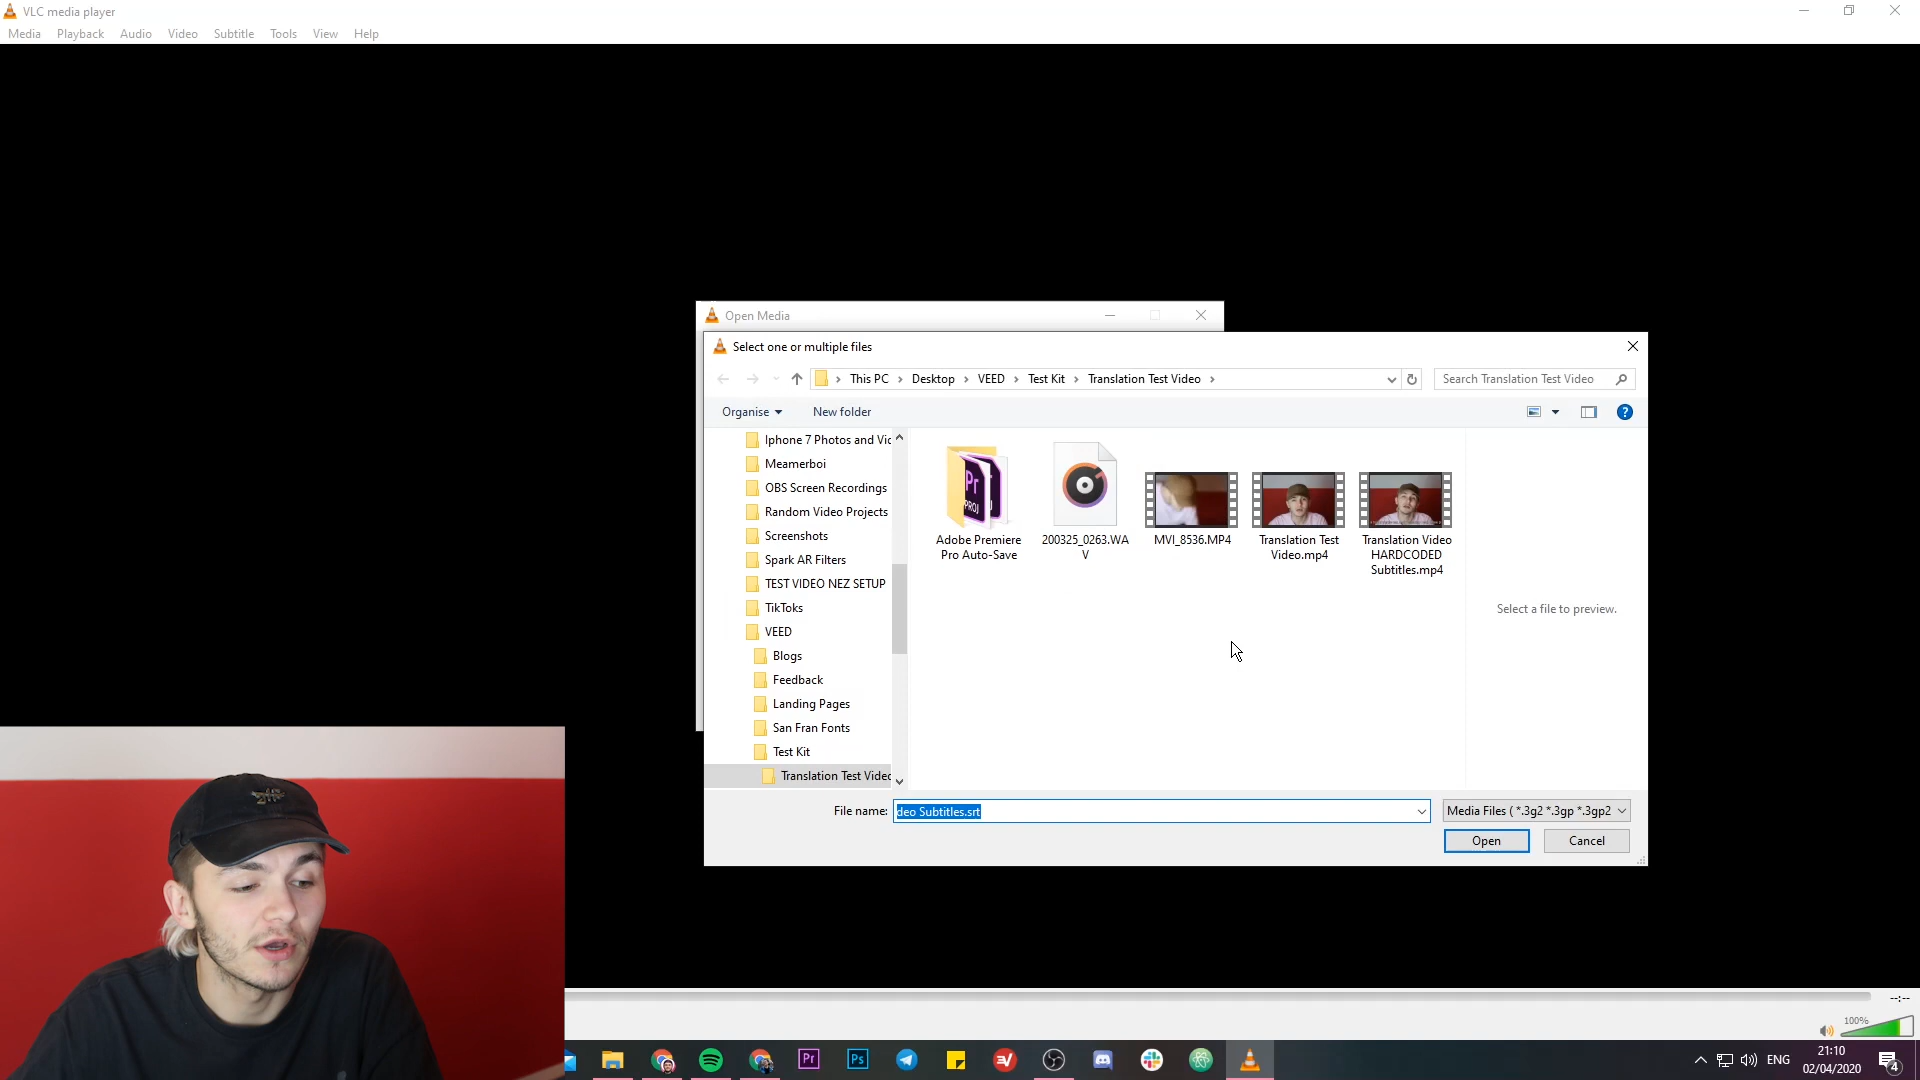 VLC media player
Media Playback Audio Video Subtitle Tools View Help
Open Media
Select one or multiple files
This PC Desktop VEED Test Kit Translation Test Video
Search Translation Test Video
Organise New folder
Iphone 7 Photos and Vic
Meamerboi
OBS Screen Recordings
Random Video Projects
Screenshots
Spark AR Filters
TEST VIDEO NEZ SETUP
TikToks
VEED
Blogs
Feedback
Landing Pages
San Fran Fonts
Test Kit
Translation Test Videc
Pr
PROJ
Adobe Premiere
Pro Auto-Save
200325_0263.WA
V
MVI_8536.MP4
Translation Test
Video.mp4
Translation Video
HARDCODED
Subtitles.mp4
Select a file to preview.
File name: deo Subtitles.srt
Media Files ( *.3g2 *.3gp *.3gp2
Open Cancel
--:--
100%
Pr Ps
ENG
21:10
02/04/2020
4